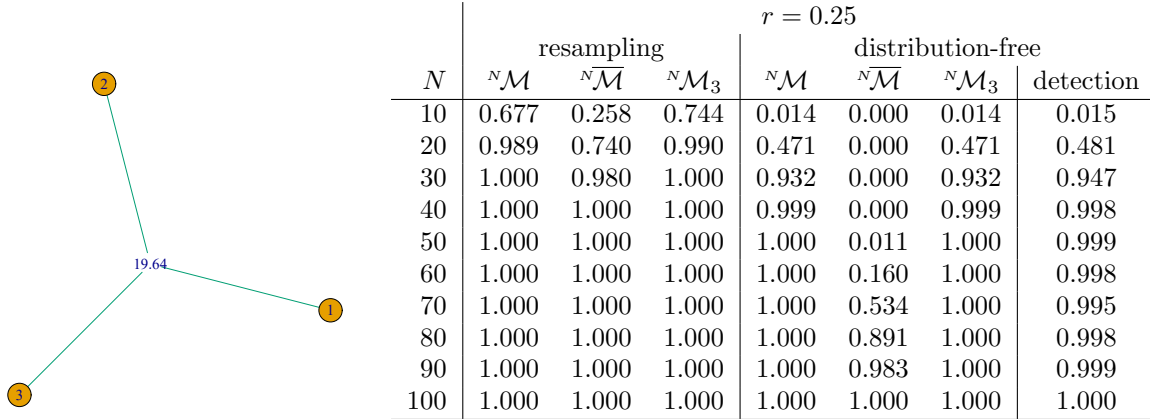 2
19.64
1
3
r = 0.25
resampling distribution-free
N ᴺℳ ᴺℳ̅ ᴺℳ₃ ᴺℳ ᴺℳ̅ ᴺℳ₃ detection
10 0.677 0.258 0.744 0.014 0.000 0.014 0.015
20 0.989 0.740 0.990 0.471 0.000 0.471 0.481
30 1.000 0.980 1.000 0.932 0.000 0.932 0.947
40 1.000 1.000 1.000 0.999 0.000 0.999 0.998
50 1.000 1.000 1.000 1.000 0.011 1.000 0.999
60 1.000 1.000 1.000 1.000 0.160 1.000 0.998
70 1.000 1.000 1.000 1.000 0.534 1.000 0.995
80 1.000 1.000 1.000 1.000 0.891 1.000 0.998
90 1.000 1.000 1.000 1.000 0.983 1.000 0.999
100 1.000 1.000 1.000 1.000 1.000 1.000 1.000